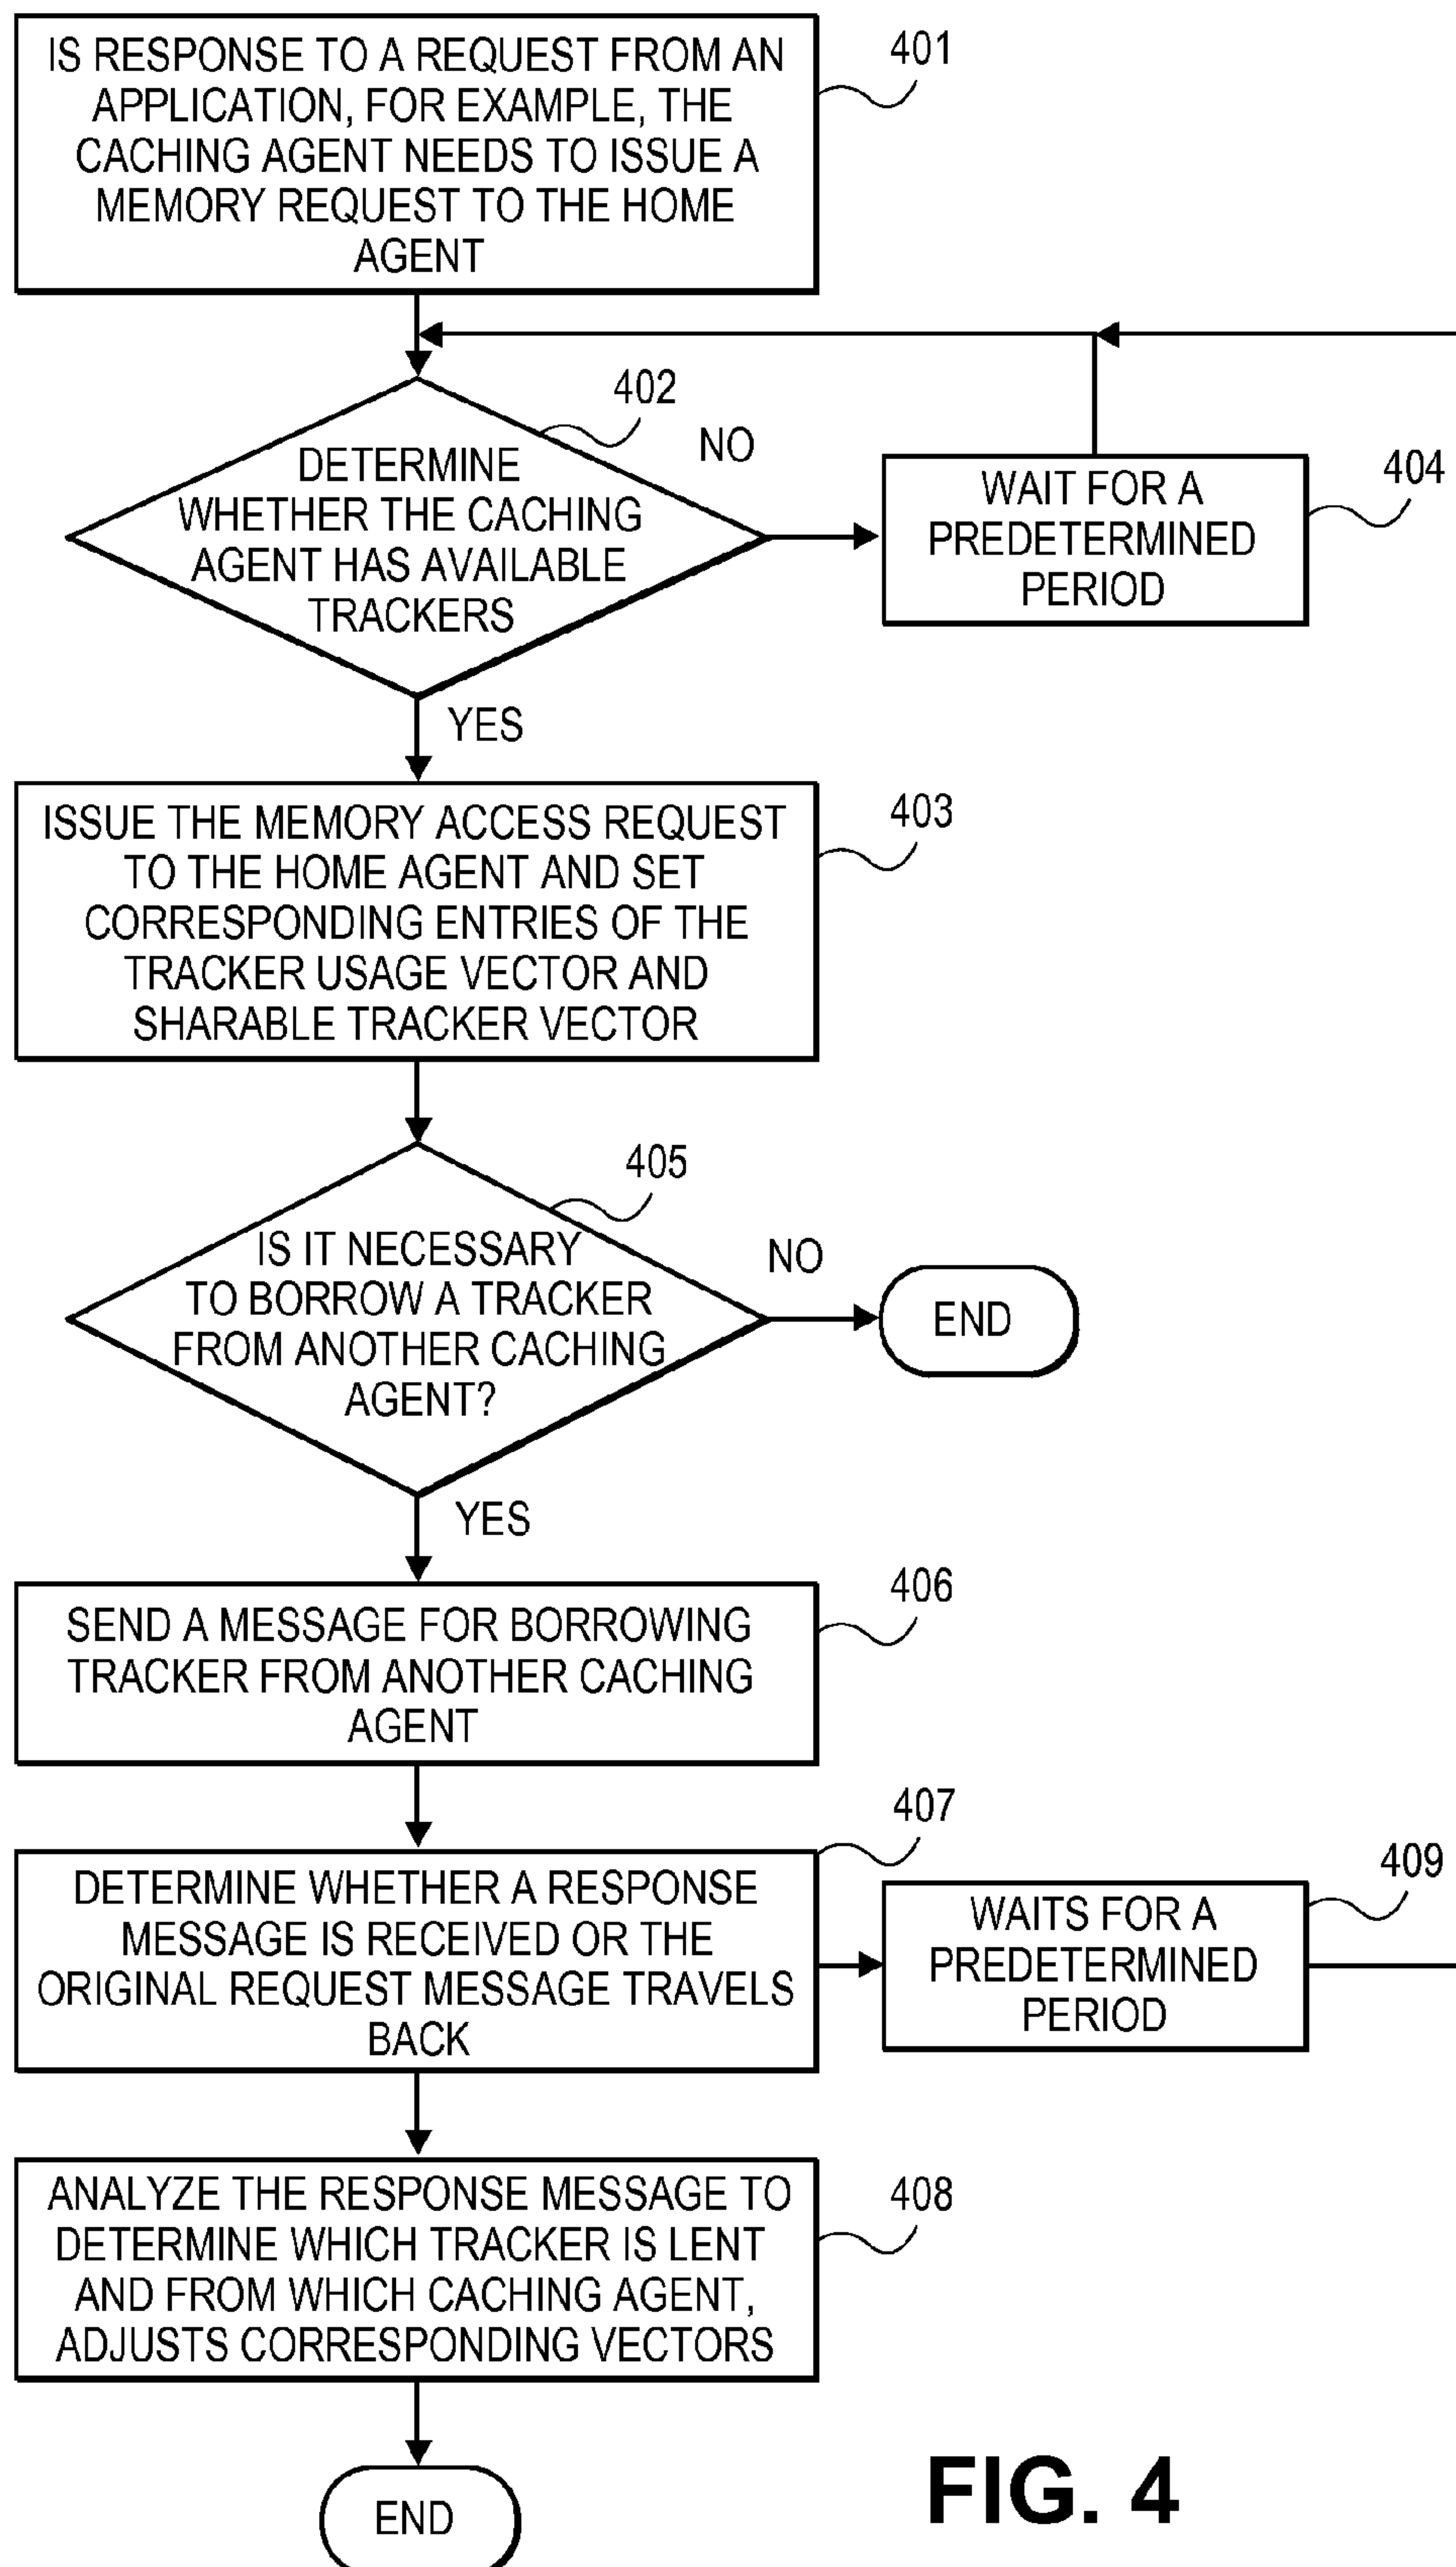 IS RESPONSE TO A REQUEST FROM AN
APPLICATION, FOR EXAMPLE, THE
CACHING AGENT NEEDS TO ISSUE A
MEMORY REQUEST TO THE HOME
AGENT
401
402
DETERMINE
WHETHER THE CACHING
AGENT HAS AVAILABLE
TRACKERS
NO
WAIT FOR A
PREDETERMINED
PERIOD
404
YES
ISSUE THE MEMORY ACCESS REQUEST
TO THE HOME AGENT AND SET
CORRESPONDING ENTRIES OF THE
TRACKER USAGE VECTOR AND
SHARABLE TRACKER VECTOR
403
405
IS IT NECESSARY
TO BORROW A TRACKER
FROM ANOTHER CACHING
AGENT?
NO
END
YES
SEND A MESSAGE FOR BORROWING
TRACKER FROM ANOTHER CACHING
AGENT
406
407
DETERMINE WHETHER A RESPONSE
MESSAGE IS RECEIVED OR THE
ORIGINAL REQUEST MESSAGE TRAVELS
BACK
WAITS FOR A
PREDETERMINED
PERIOD
409
ANALYZE THE RESPONSE MESSAGE TO
DETERMINE WHICH TRACKER IS LENT
AND FROM WHICH CACHING AGENT,
ADJUSTS CORRESPONDING VECTORS
408
END
FIG. 4